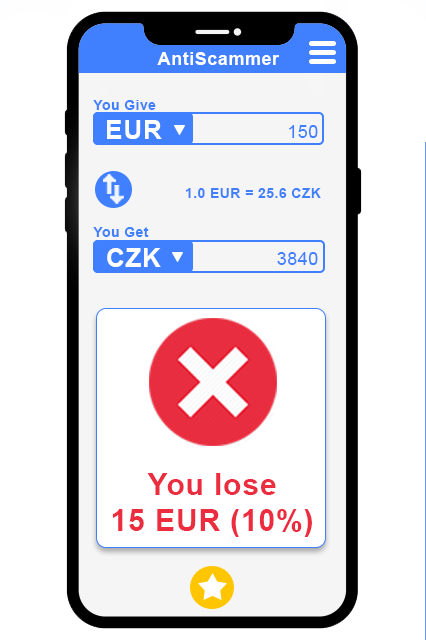 AntiScammer
You Give
EUR ▼ 150
1.0 EUR = 25.6 CZK
You Get
CZK ▼ 3840
You lose
15 EUR (10%)